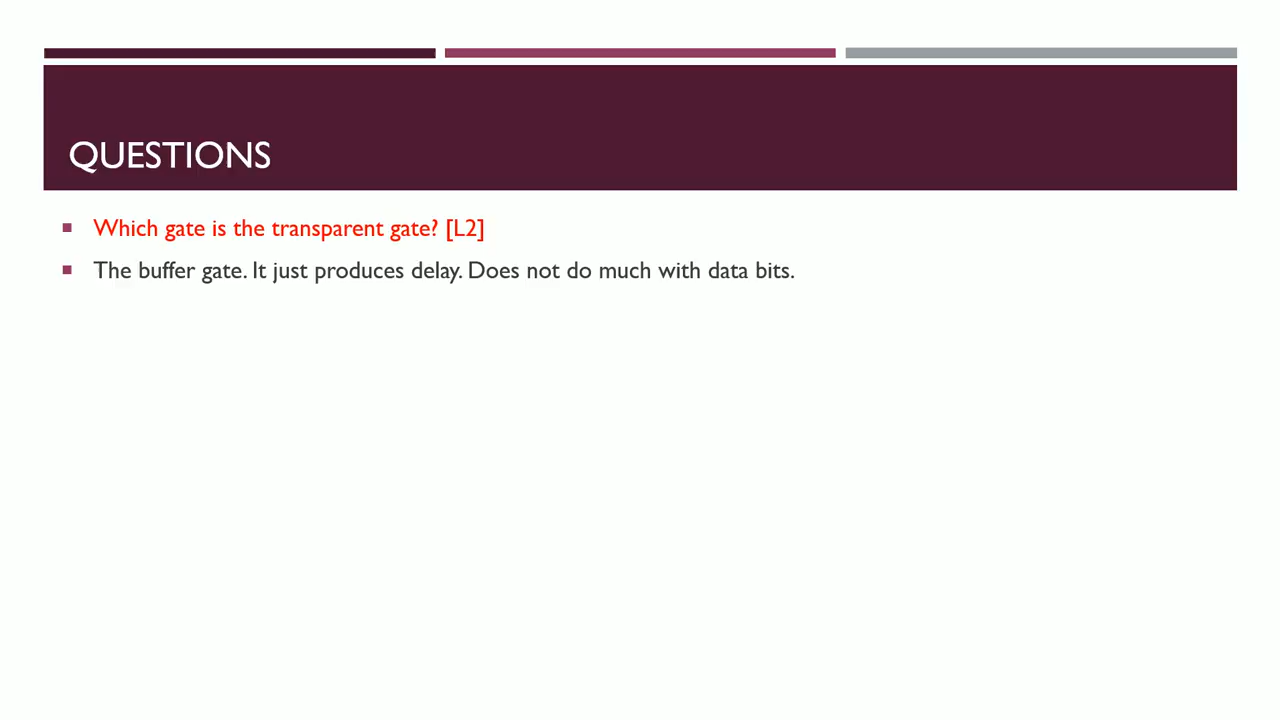 QUESTIONS
Which gate is the transparent gate? [L2]
The buffer gate. It just produces delay. Does not do much with data bits.